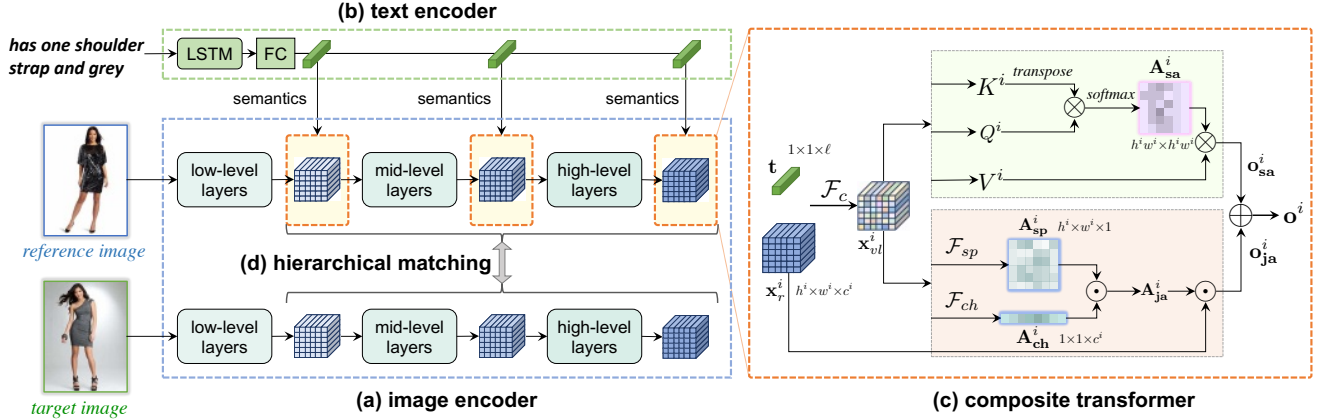 (b) text encoder
has one shoulder
strap and grey
LSTM
FC
semantics
semantics
semantics
low-level
layers
mid-level
layers
high-level
layers
reference image
(d) hierarchical matching
low-level
layers
mid-level
layers
high-level
layers
target image
(a) image encoder
t
1×1×ℓ
𝓕_c
x^i_vl
x^i_r
h^i×w^i×c^i
K^i
transpose
Q^i
softmax
A^i_sa
h^iw^i×h^iw^i
V^i
o^i_sa
o^i
o^i_ja
𝓕_sp
A^i_sp
h^i×w^i×1
𝓕_ch
A^i_ch
1×1×c^i
A^i_ja
(c) composite transformer